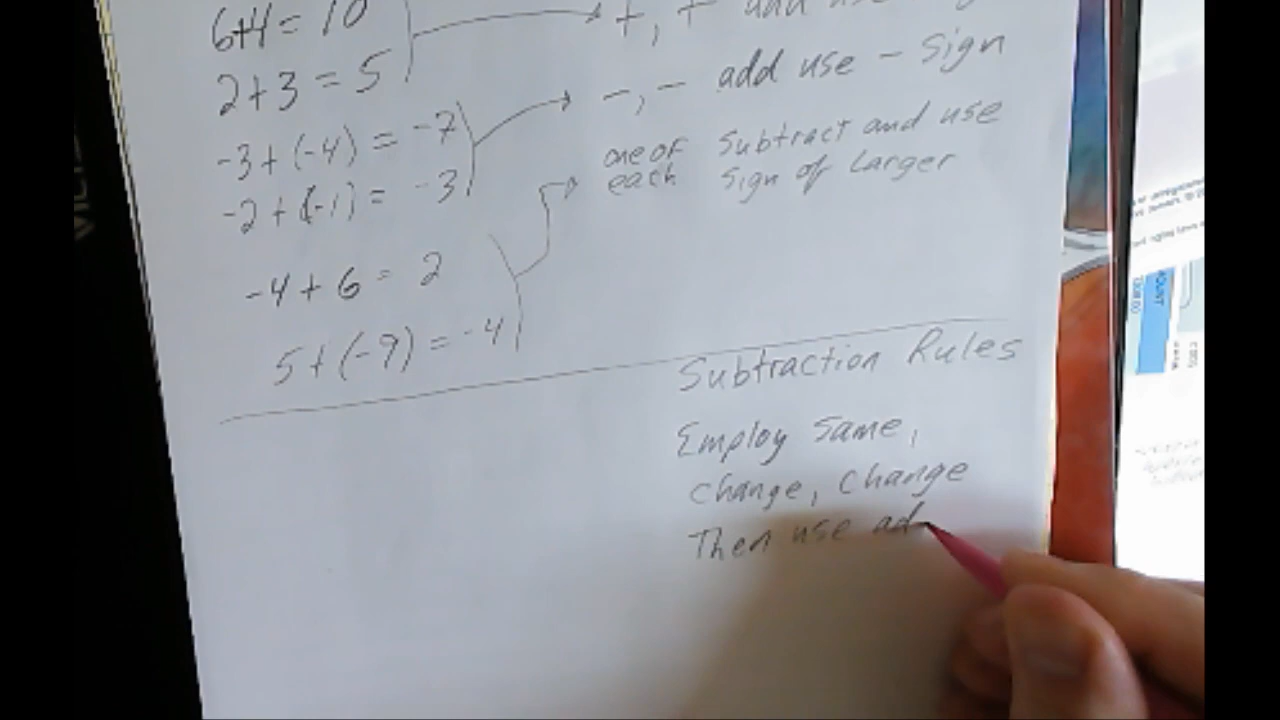 6+4 = 10
+, + add use
2+3 = 5
-, - add use - sign
-3 + (-4) = -7
one of each subtract and use sign of Larger
-2 + (-1) = -3
-4 + 6 = 2
5 + (-9) = -4
Subtraction Rules
Employ same,
change, change
Then use ad